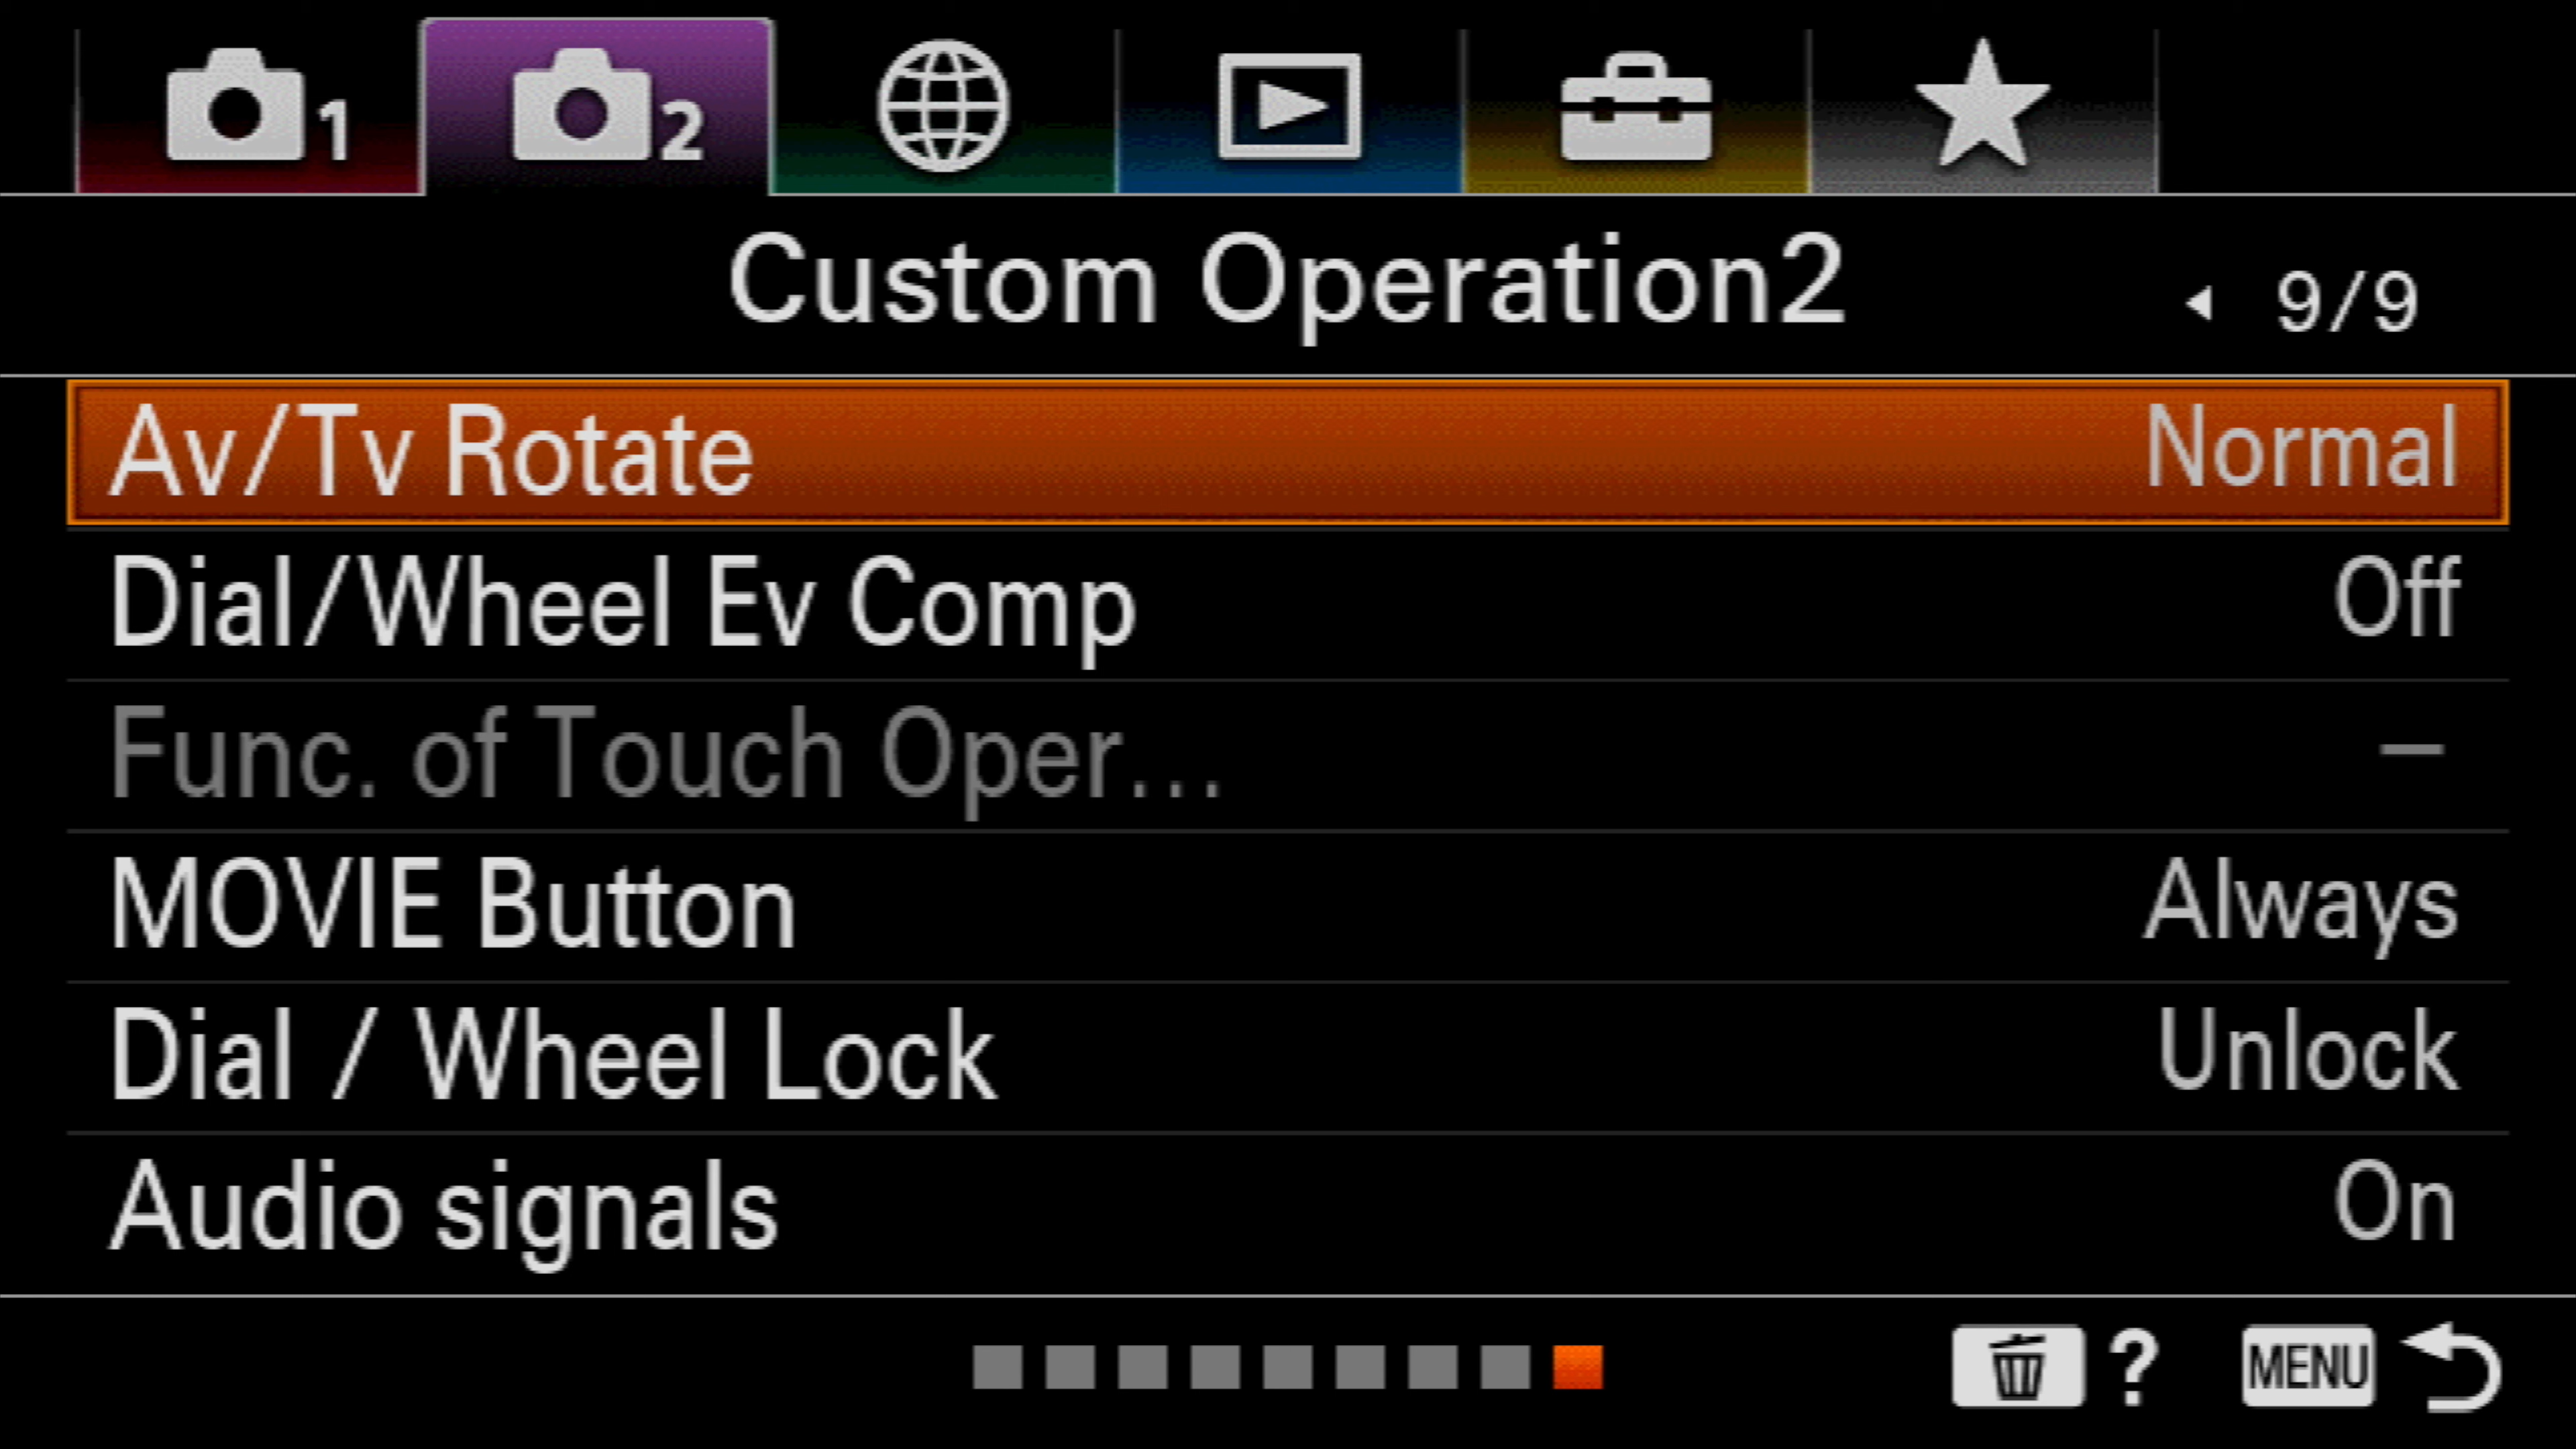 1
2
Custom Operation2
9/9
Av/Tv Rotate Normal
Dial/Wheel Ev Comp Off
Func. of Touch Oper... –
MOVIE Button Always
Dial / Wheel Lock Unlock
Audio signals On
? MENU